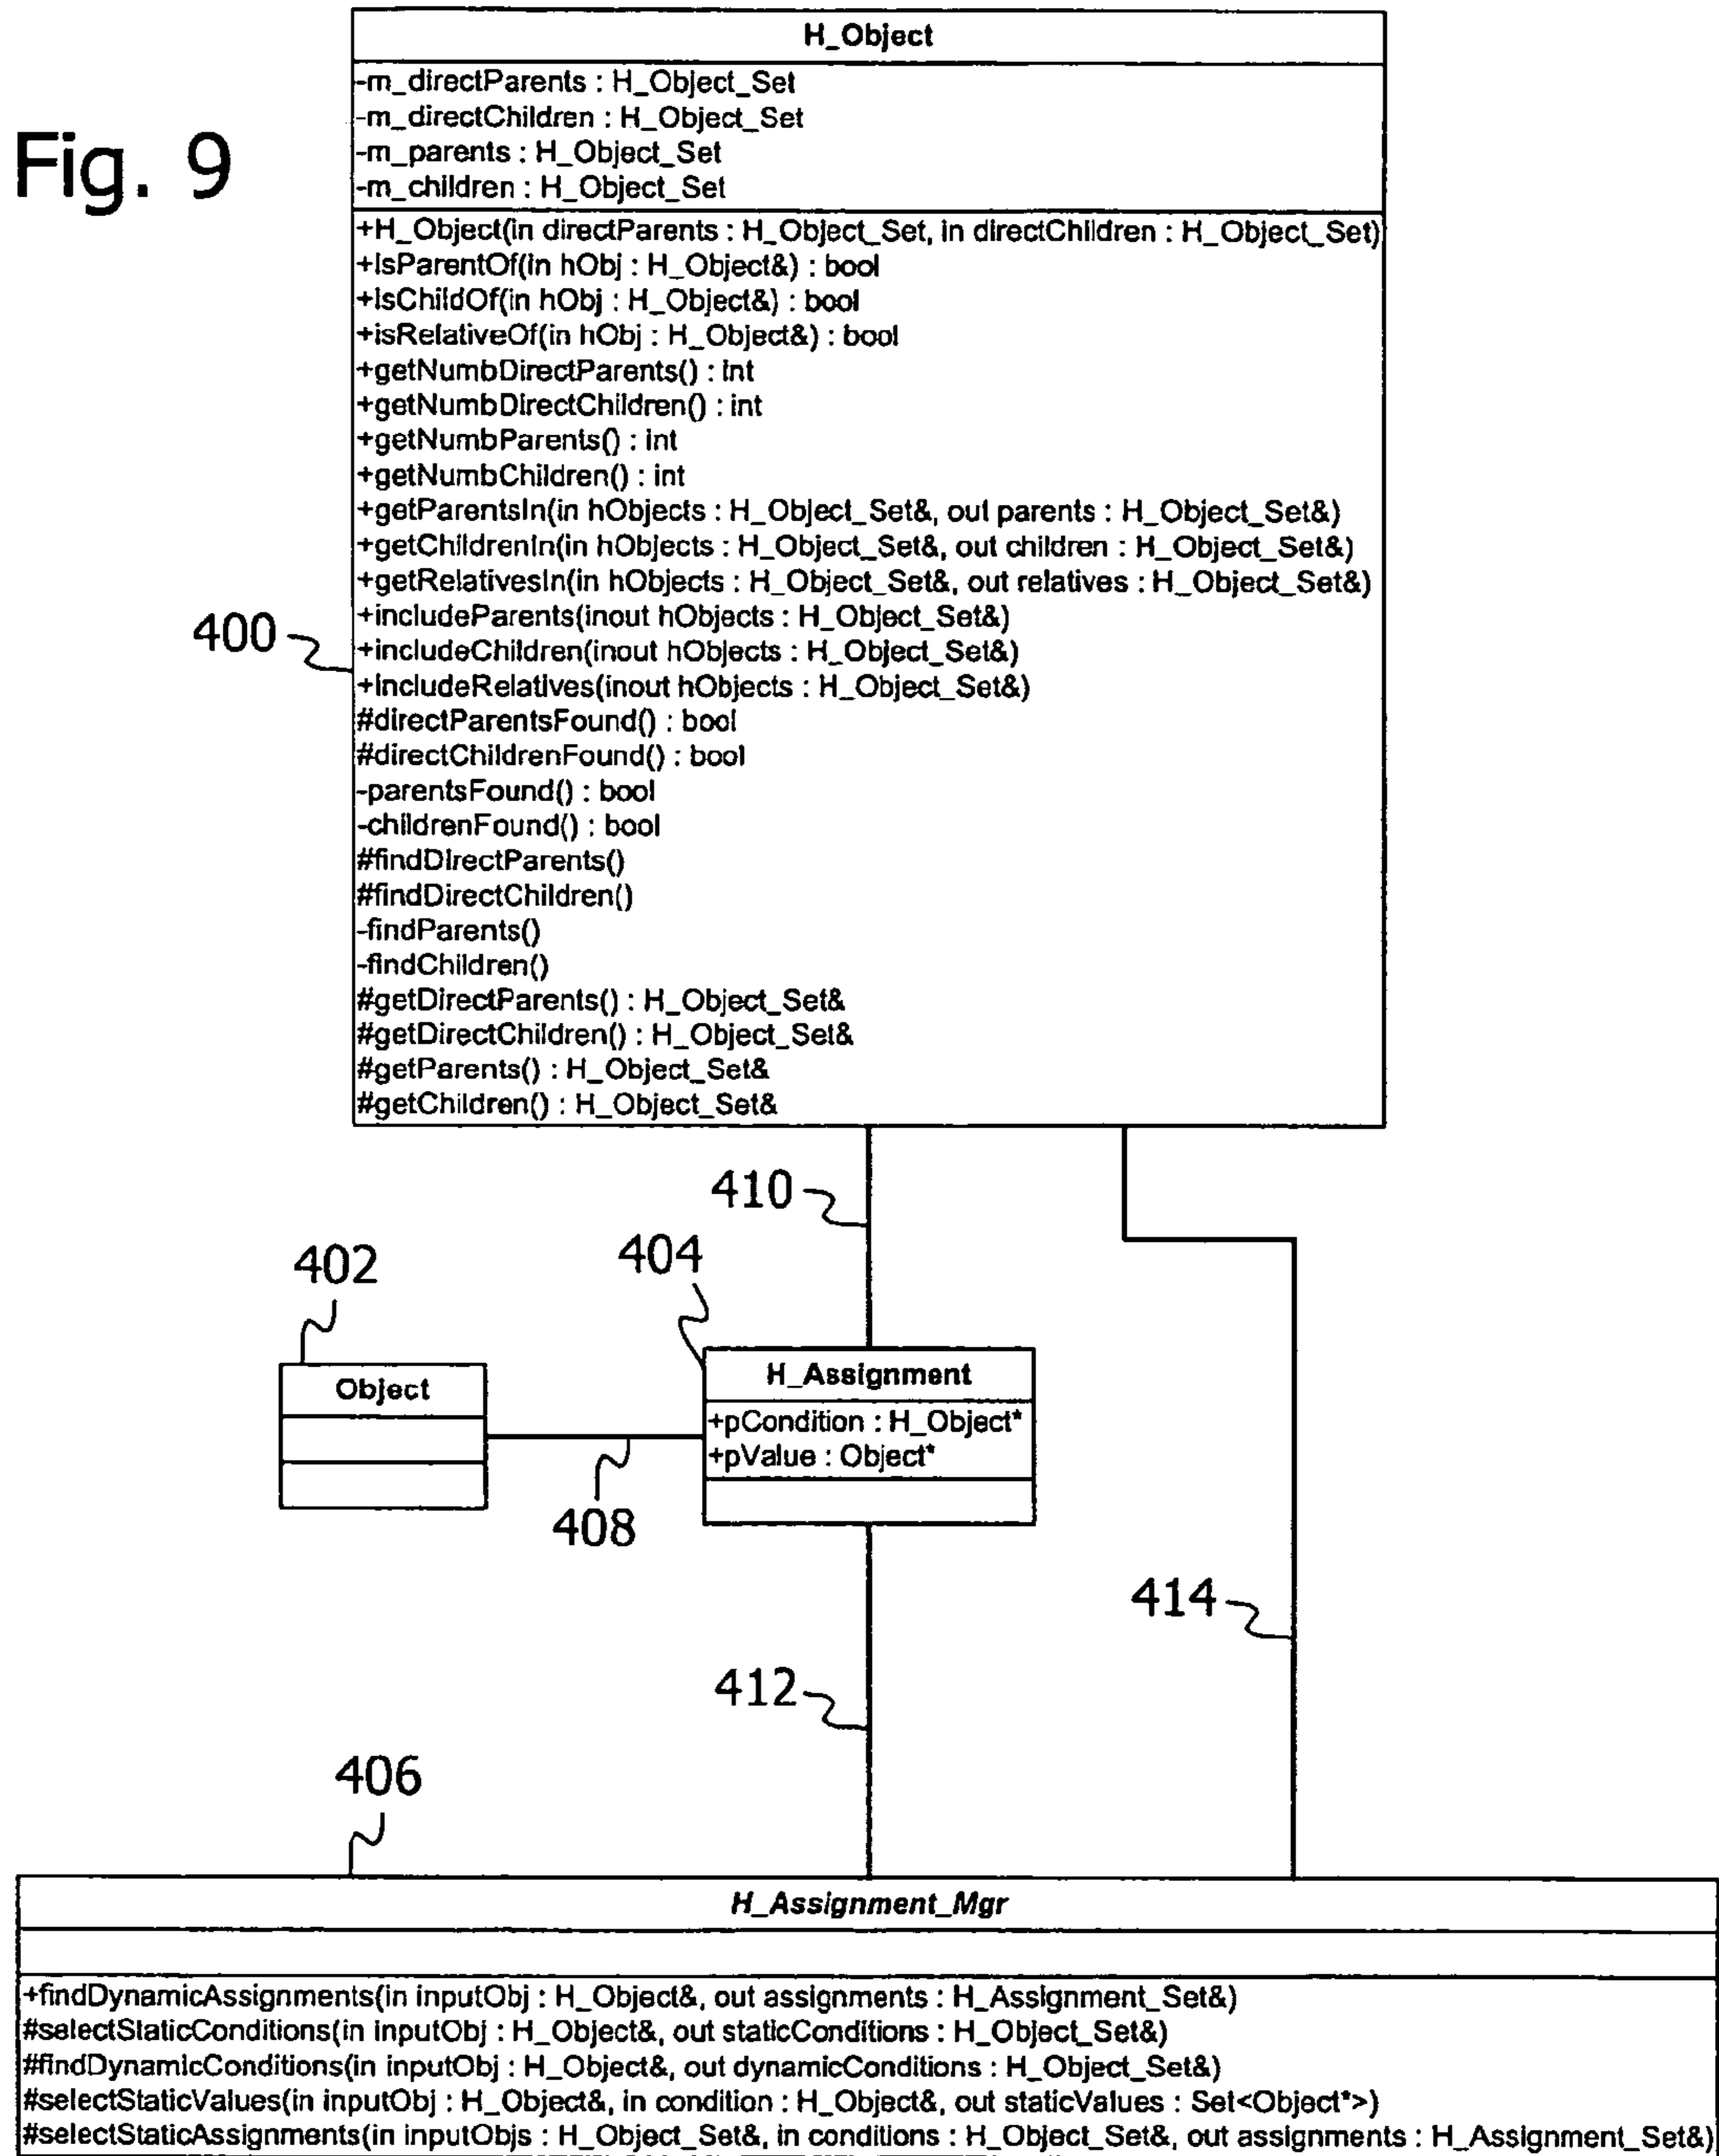 Fig. 9
H_Object
-m_directParents : H_Object_Set
-m_directChildren : H_Object_Set
-m_parents : H_Object_Set
-m_children : H_Object_Set
+H_Object(in directParents : H_Object_Set, in directChildren : H_Object_Set)
+isParentOf(in hObj : H_Object&) : bool
+isChildOf(in hObj : H_Object&) : bool
+isRelativeOf(in hObj : H_Object&) : bool
+getNumbDirectParents() : int
+getNumbDirectChildren() : int
+getNumbParents() : int
+getNumbChildren() : int
+getParentsIn(in hObjects : H_Object_Set&, out parents : H_Object_Set&)
+getChildrenIn(in hObjects : H_Object_Set&, out children : H_Object_Set&)
+getRelativesIn(in hObjects : H_Object_Set&, out relatives : H_Object_Set&)
+includeParents(inout hObjects : H_Object_Set&)
+includeChildren(inout hObjects : H_Object_Set&)
+includeRelatives(inout hObjects : H_Object_Set&)
#directParentsFound() : bool
#directChildrenFound() : bool
-parentsFound() : bool
-childrenFound() : bool
#findDirectParents()
#findDirectChildren()
-findParents()
-findChildren()
#getDirectParents() : H_Object_Set&
#getDirectChildren() : H_Object_Set&
#getParents() : H_Object_Set&
#getChildren() : H_Object_Set&
400
410
402
404
Object
H_Assignment
+pCondition : H_Object*
+pValue : Object*
408
414
412
406
H_Assignment_Mgr
+findDynamicAssignments(in inputObj : H_Object&, out assignments : H_Assignment_Set&)
#selectStaticConditions(in inputObj : H_Object&, out staticConditions : H_Object_Set&)
#findDynamicConditions(in inputObj : H_Object&, out dynamicConditions : H_Object_Set&)
#selectStaticValues(in inputObj : H_Object&, in condition : H_Object&, out staticValues : Set<Object*>)
#selectStaticAssignments(in inputObjs : H_Object_Set&, in conditions : H_Object_Set&, out assignments : H_Assignment_Set&)